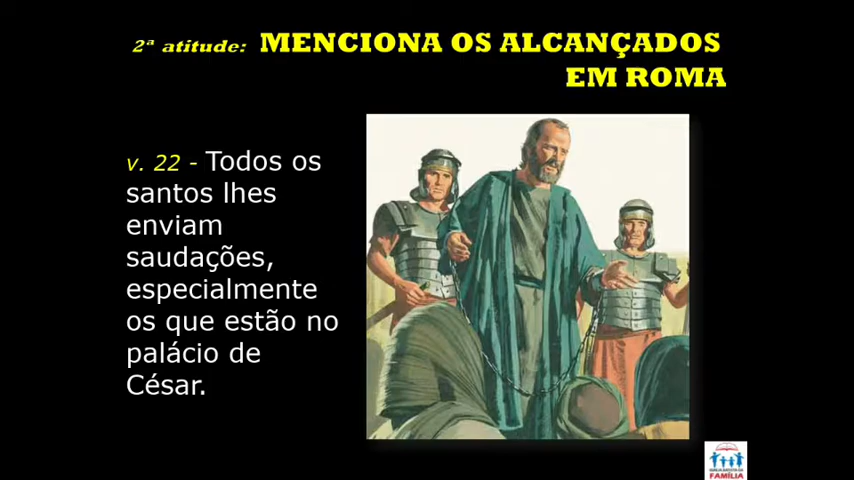 2ª atitude: MENCIONA OS ALCANÇADOS
EM ROMA
v. 22 - Todos os
santos lhes
enviam
saudações,
especialmente
os que estão no
palácio de
César.
FAMÍLIA